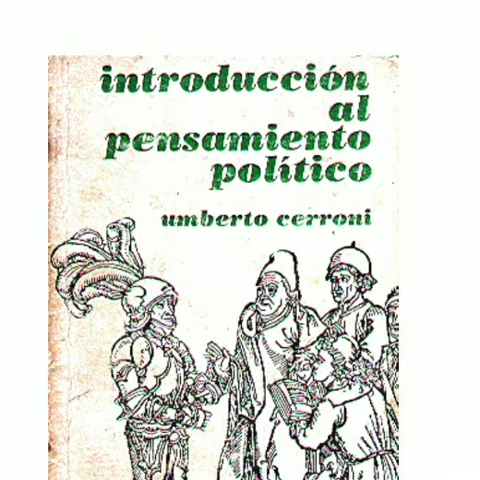 introducción
al
pensamiento
político
umberto cerroni